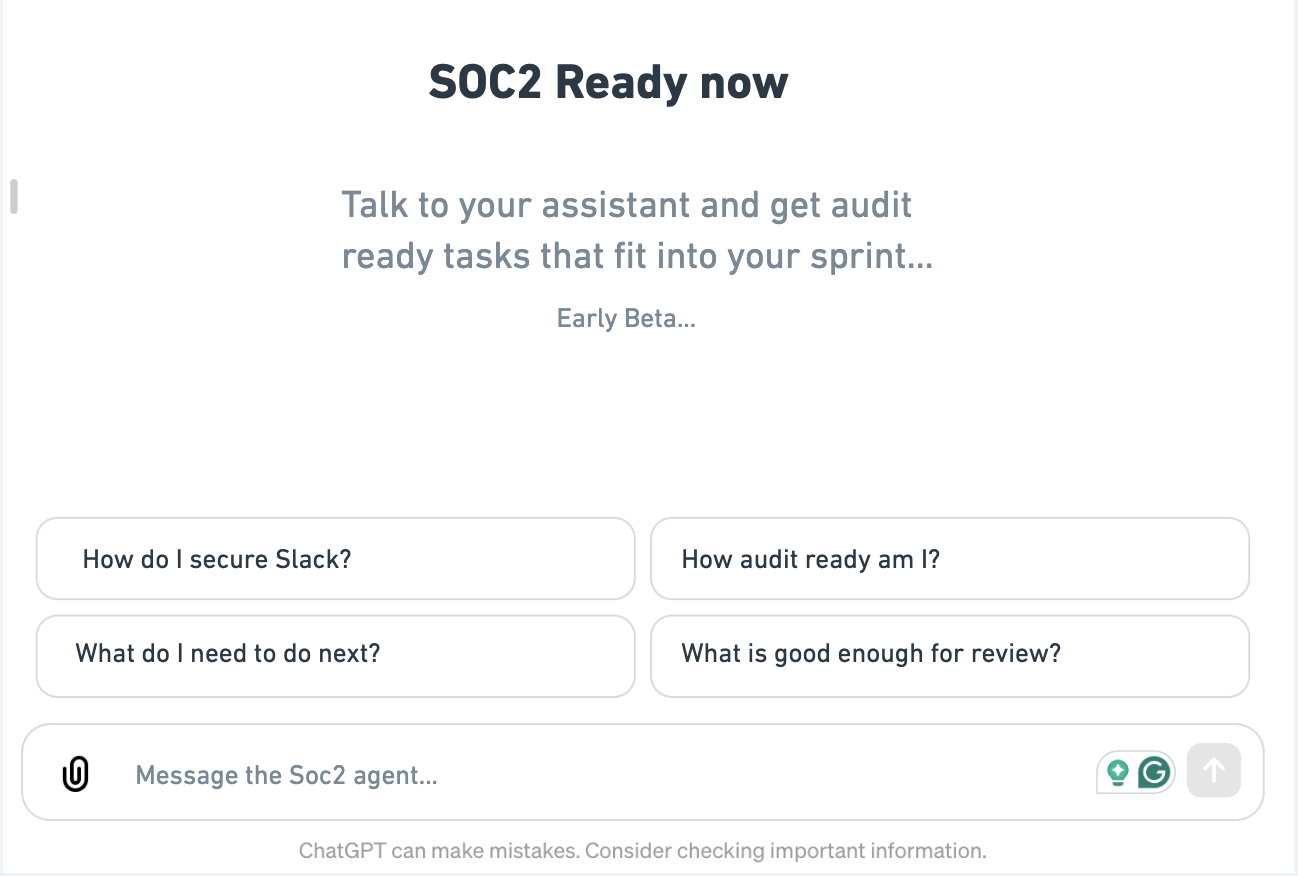 SOC2 Ready now
Talk to your assistant and get audit
ready tasks that fit into your sprint...
Early Beta...
How do I secure Slack?
How audit ready am I?
What do I need to do next?
What is good enough for review?
Message the Soc2 agent...
ChatGPT can make mistakes. Consider checking important information.